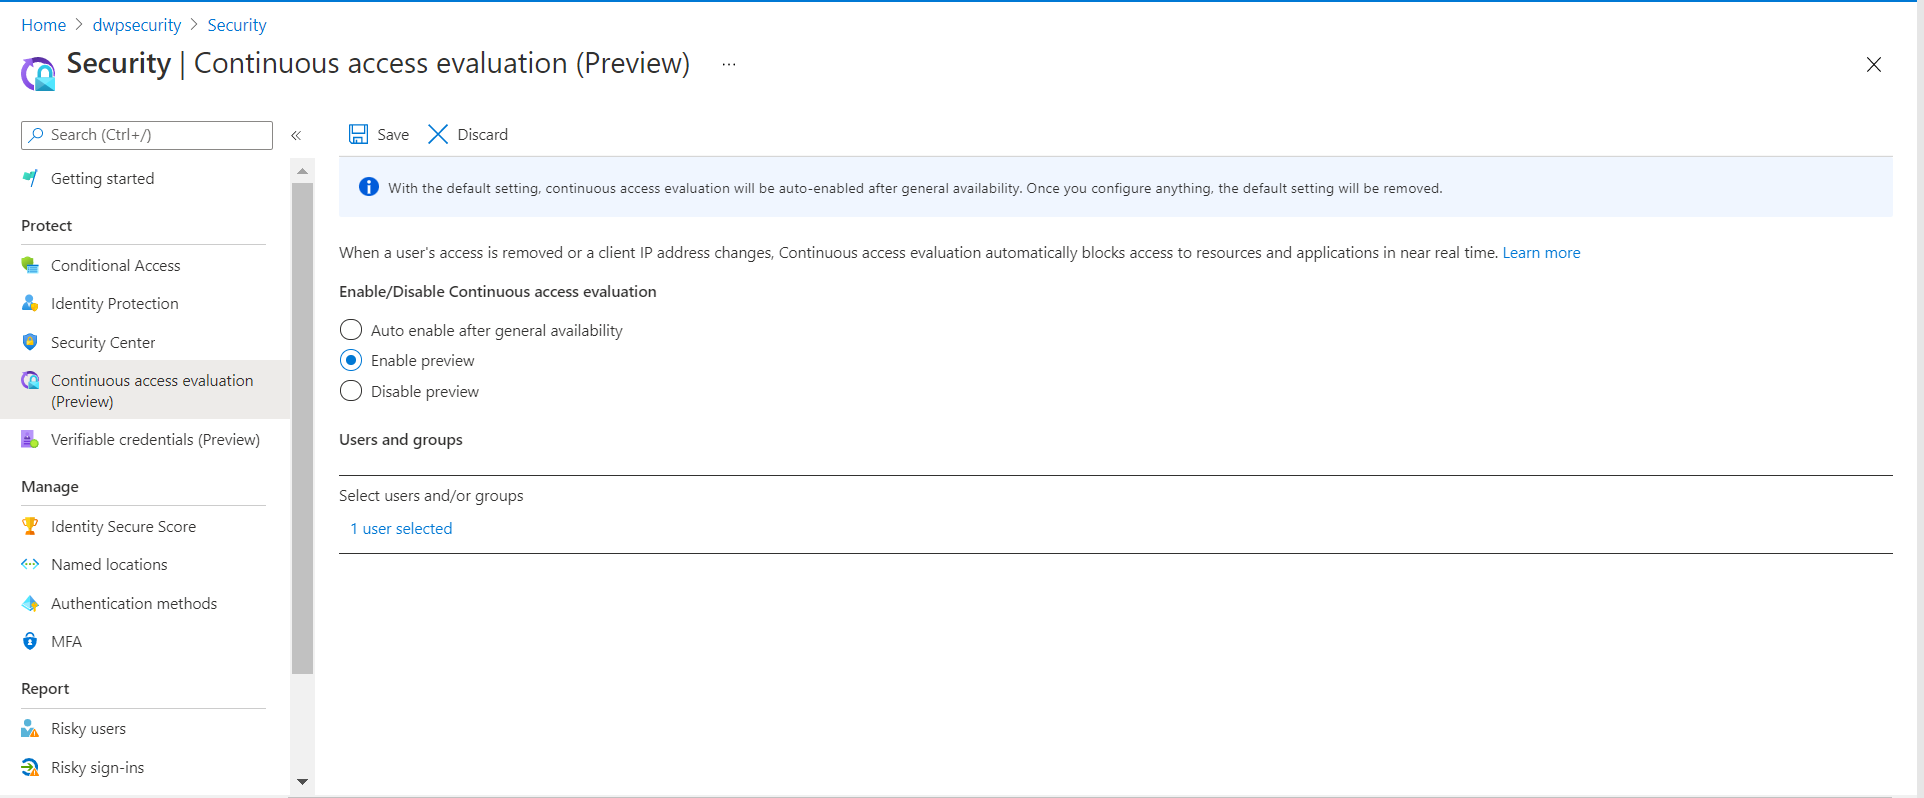 Home > dwpsecurity > Security
Security | Continuous access evaluation (Preview) ...
Search (Ctrl+/)
«
Getting started
Protect
Conditional Access
Identity Protection
Security Center
Continuous access evaluation
(Preview)
Verifiable credentials (Preview)
Manage
Identity Secure Score
Named locations
Authentication methods
MFA
Report
Risky users
Risky sign-ins
Save Discard
With the default setting, continuous access evaluation will be auto-enabled after general availability. Once you configure anything, the default setting will be removed.
When a user's access is removed or a client IP address changes, Continuous access evaluation automatically blocks access to resources and applications in near real time. Learn more
Enable/Disable Continuous access evaluation
Auto enable after general availability
Enable preview
Disable preview
Users and groups
Select users and/or groups
1 user selected